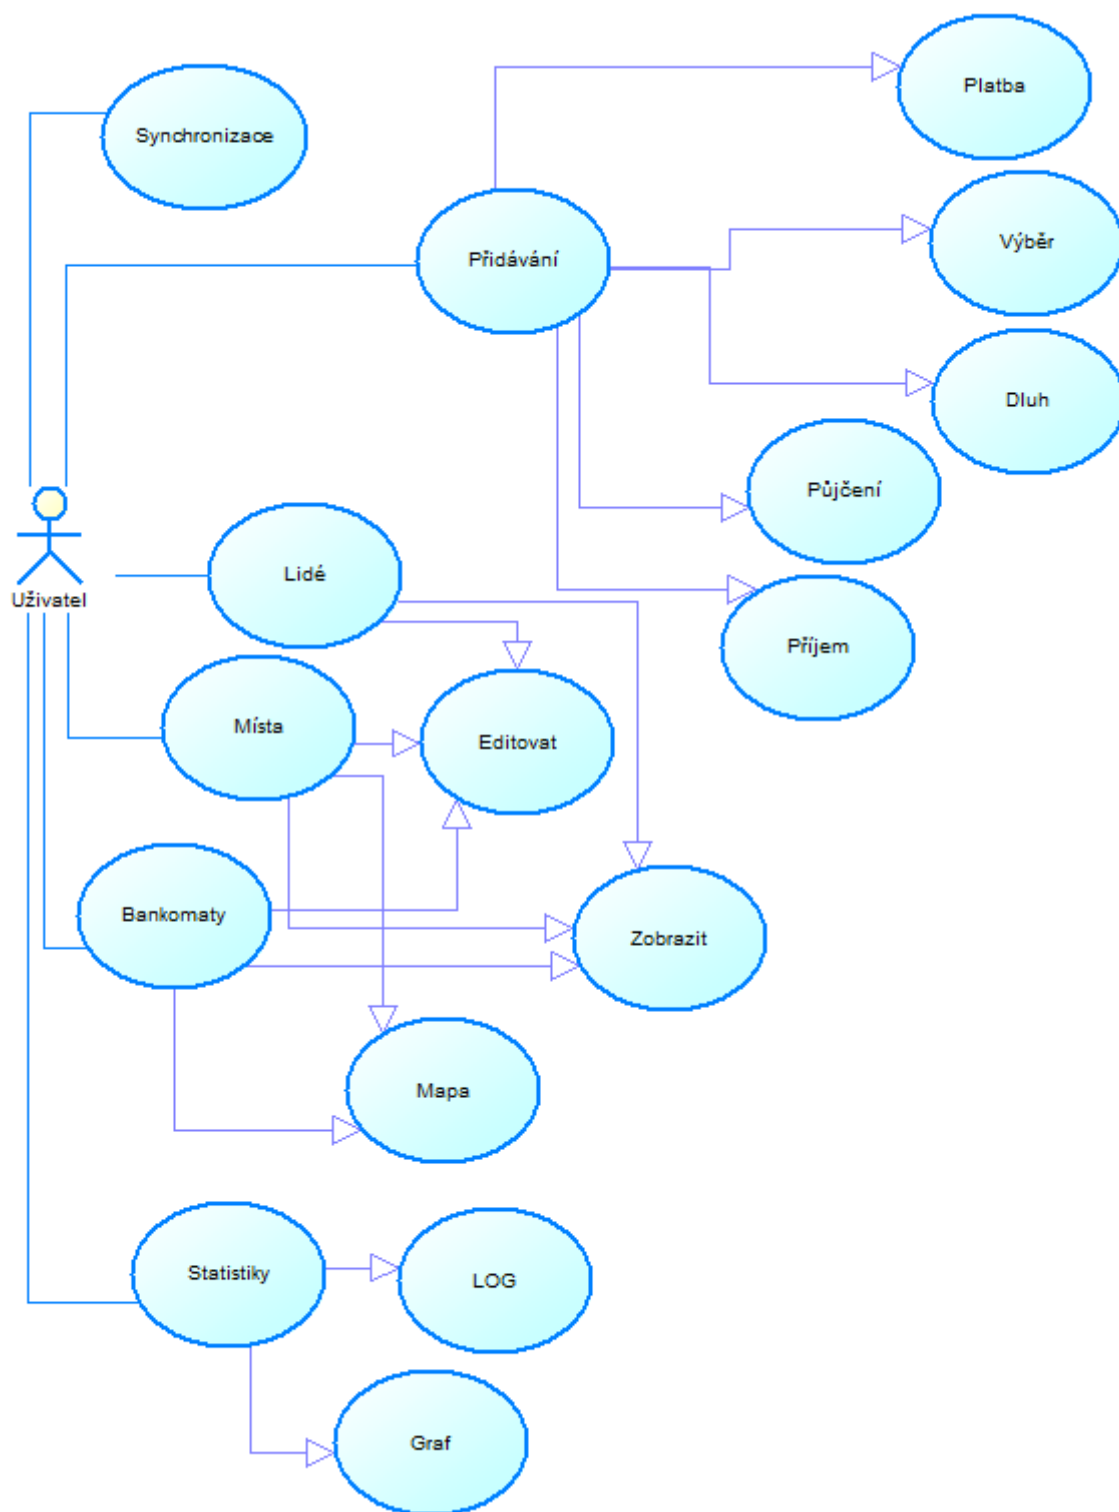 Platba
Synchronizace
Výběr
Přidávání
Dluh
Půjčení
Lidé
Uživatel
Příjem
Místa
Editovat
Bankomaty
Zobrazit
Mapa
Statistiky
LOG
Graf